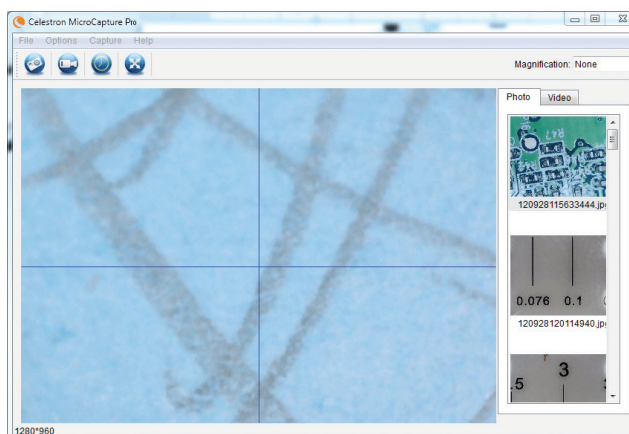 Celestron MicroCapture Pro
File Options Capture Help
Magnification: None
Photo Video
R47
120928115633444.jpg
0.076 0.1
120928120114940.jpg
.5 3
1280*960